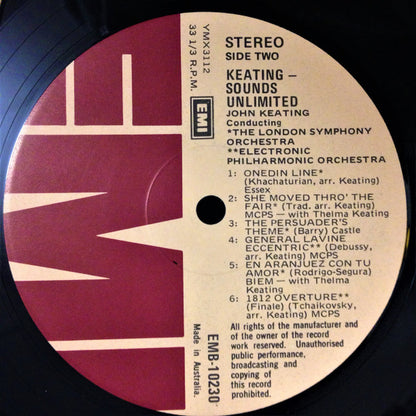 STEREO
SIDE TWO
KEATING –
SOUNDS
UNLIMITED
JOHN KEATING
Conducting
*THE LONDON SYMPHONY
ORCHESTRA
**ELECTRONIC
PHILHARMONIC ORCHESTRA
YMX3112
33 1/3 R.P.M.
EMI
1: ONEDIN LINE*
(Khachaturian, arr. Keating)
Essex
2: SHE MOVED THRO' THE
FAIR* (Trad. arr. Keating)
MCPS — with Thelma Keating
3: THE PERSUADER'S
THEME* (Barry) Castle
4: GENERAL LAVINE
ECCENTRIC** (Debussy,
arr. Keating) MCPS
5: EN ARANJUEZ CON TU
AMOR* (Rodrigo-Segura)
BIEM — with Thelma
Keating
6: 1812 OVERTURE**
(Finale) (Tchaikovsky,
arr. Keating) MCPS
All rights of the manufacturer and
of the owner of the record
work reserved. Unauthorised
public performance,
broadcasting and
copying of
this record
prohibited.
EMB-10230
Made in Australia.
EMI